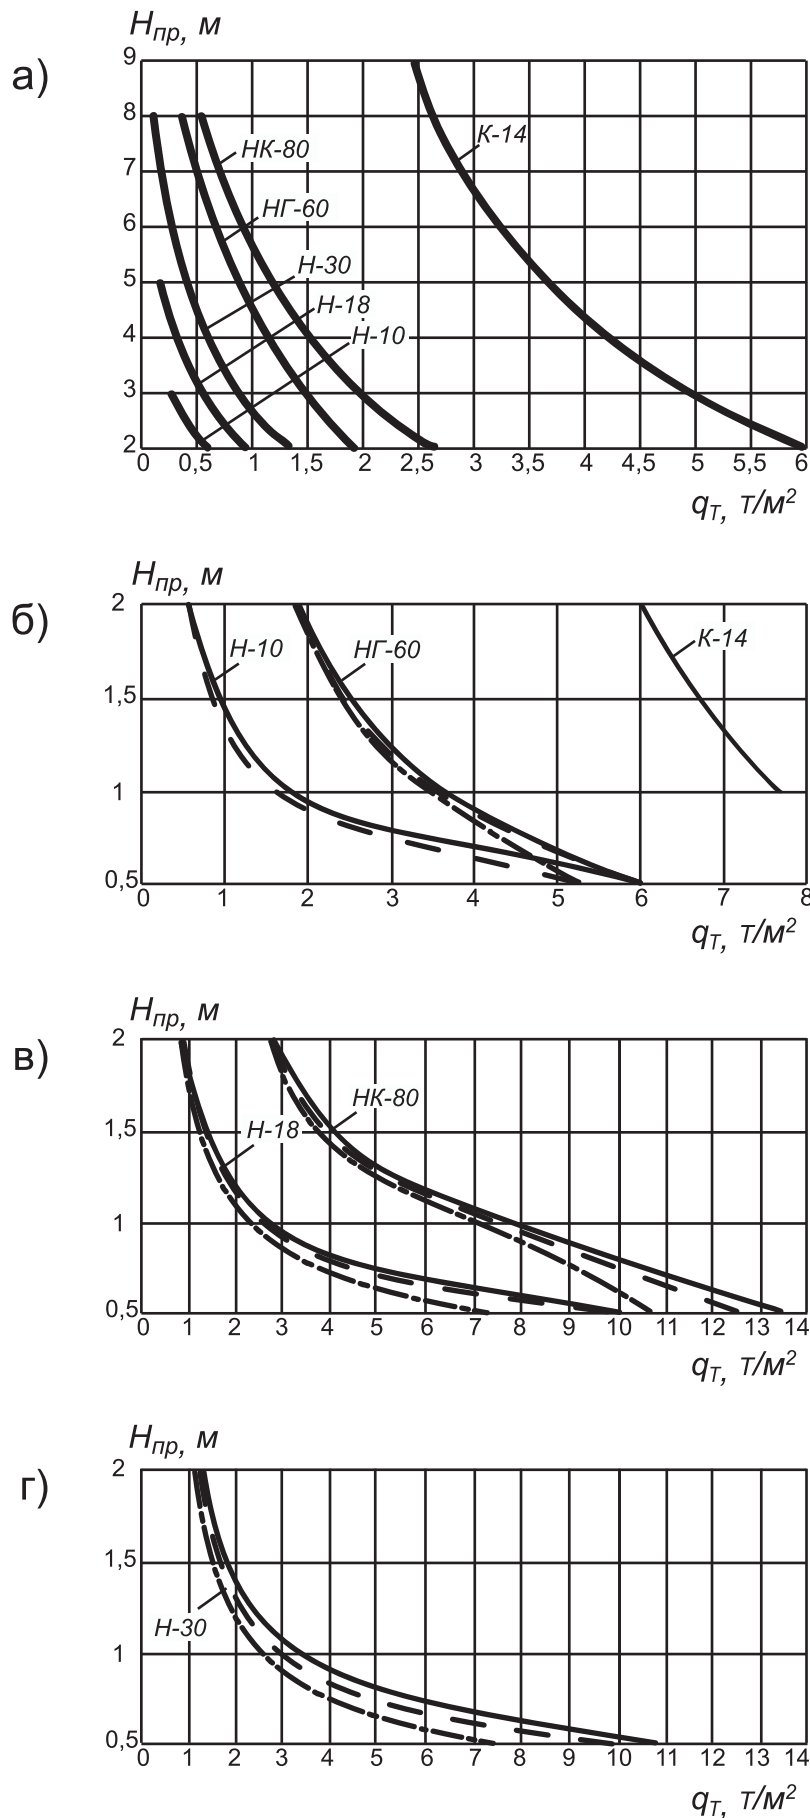 Hпр, м
а)
9
8
7
6
5
4
3
2
НК-80
НГ-60
Н-30
Н-18
Н-10
К-14
0 0,5 1 1,5 2 2,5 3 3,5 4 4,5 5 5,5 6
qТ, т/м²
Hпр, м
б)
2
1,5
1
0,5
Н-10
НГ-60
К-14
0 1 2 3 4 5 6 7 8
qТ, т/м²
Hпр, м
в)
2
1,5
1
0,5
НК-80
Н-18
0 1 2 3 4 5 6 7 8 9 10 11 12 13 14
qТ, т/м²
Hпр, м
г)
2
1,5
1
0,5
Н-30
0 1 2 3 4 5 6 7 8 9 10 11 12 13 14
qТ, т/м²